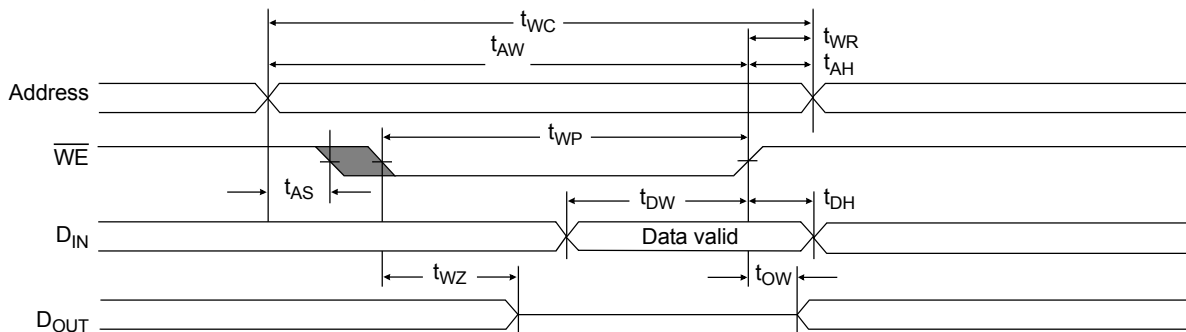 tWC
tAW
tWR
tAH
Address
tWP
WE
tAS
tDW
tDH
DIN
Data valid
tWZ
tOW
DOUT